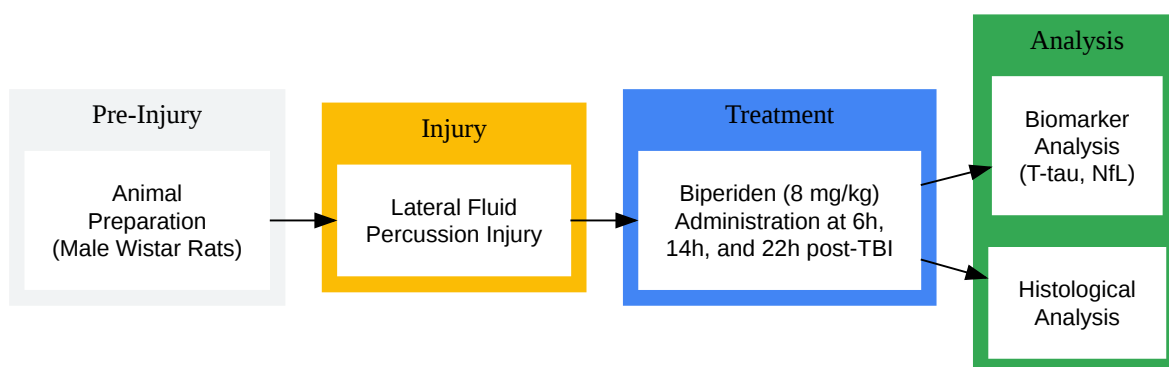 Pre-Injury
Animal
Preparation
(Male Wistar Rats)
Injury
Lateral Fluid
Percussion Injury
Treatment
Biperiden (8 mg/kg)
Administration at 6h,
14h, and 22h post-TBI
Analysis
Biomarker
Analysis
(T-tau, NfL)
Histological
Analysis